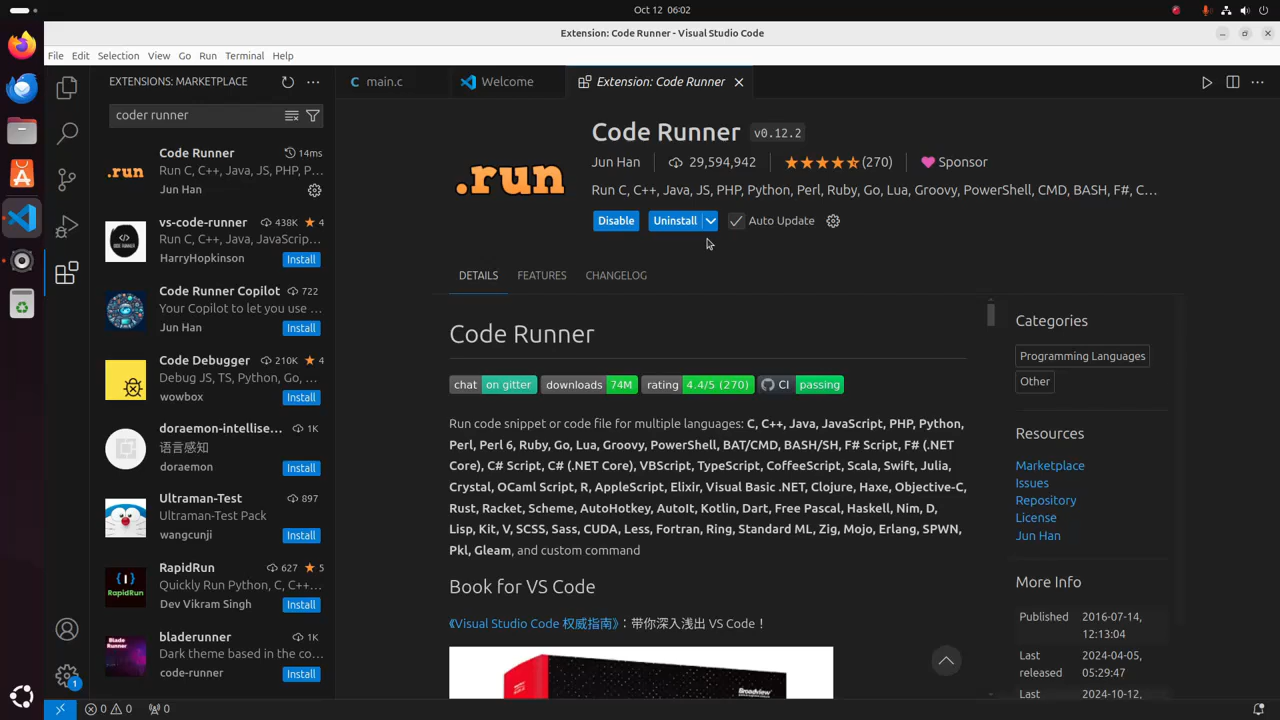 Oct 12 06:02
Extension: Code Runner - Visual Studio Code
File Edit Selection View Go Run Terminal Help
EXTENSIONS: MARKETPLACE
coder runner
Code Runner 14ms
Run C, C++, Java, JS, PHP, P...
Jun Han
vs-code-runner 438K ★ 4
Run C, C++, Java, JavaScrip...
HarryHopkinson Install
Code Runner Copilot 722
Your Copilot to let you use ...
Jun Han Install
Code Debugger 210K ★ 4
Debug JS, TS, Python, Go, ...
wowbox Install
doraemon-intellise... 1K
语言感知
doraemon Install
Ultraman-Test 897
Ultraman-Test Pack
wangcunji Install
RapidRun 627 ★ 5
Quickly Run Python, C, C++...
Dev Vikram Singh Install
bladerunner 1K
Dark theme based in the co...
code-runner Install
C main.c
Welcome
Extension: Code Runner
.run
Code Runner v0.12.2
Jun Han 29,594,942 (270) Sponsor
Run C, C++, Java, JS, PHP, Python, Perl, Ruby, Go, Lua, Groovy, PowerShell, CMD, BASH, F#, C...
Disable Uninstall Auto Update
DETAILS FEATURES CHANGELOG
Code Runner
chat on gitter downloads 74M rating 4.4/5 (270) CI passing
Run code snippet or code file for multiple languages: C, C++, Java, JavaScript, PHP, Python,
Perl, Perl 6, Ruby, Go, Lua, Groovy, PowerShell, BAT/CMD, BASH/SH, F# Script, F# (.NET
Core), C# Script, C# (.NET Core), VBScript, TypeScript, CoffeeScript, Scala, Swift, Julia,
Crystal, OCaml Script, R, AppleScript, Elixir, Visual Basic .NET, Clojure, Haxe, Objective-C,
Rust, Racket, Scheme, AutoHotkey, AutoIt, Kotlin, Dart, Free Pascal, Haskell, Nim, D,
Lisp, Kit, V, SCSS, Sass, CUDA, Less, Fortran, Ring, Standard ML, Zig, Mojo, Erlang, SPWN,
Pkl, Gleam, and custom command
Book for VS Code
《Visual Studio Code 权威指南》：带你深入浅出 VS Code！
Broadview
Categories
Programming Languages
Other
Resources
Marketplace
Issues
Repository
License
Jun Han
More Info
Published 2016-07-14,
12:13:04
Last 2024-04-05,
released 05:29:47
Last 2024-10-12,
1
0 0 0